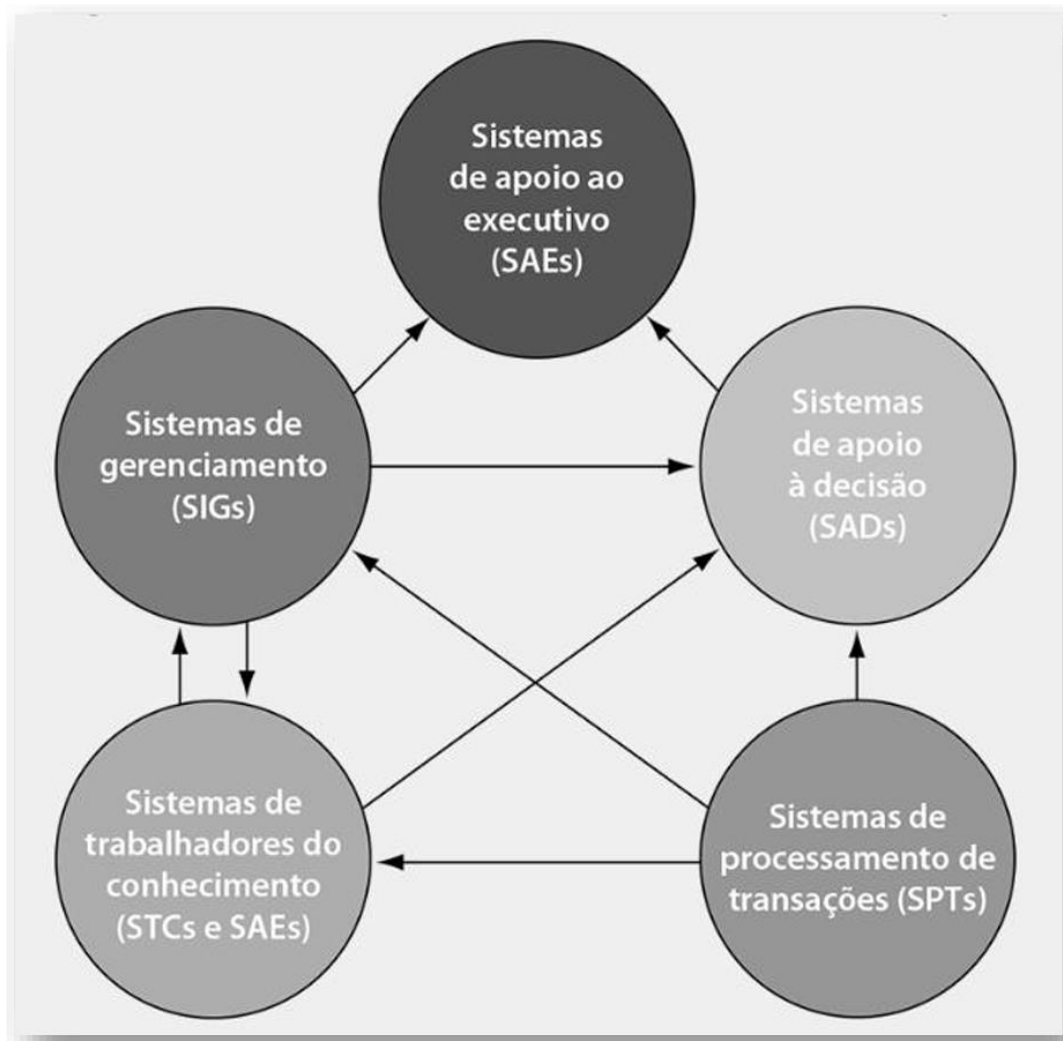 Sistemas
de apoio ao
executivo
(SAEs)
Sistemas de
gerenciamento
(SIGs)
Sistemas
de apoio
à decisão
(SADs)
Sistemas de
trabalhadores do
conhecimento
(STCs e SAEs)
Sistemas de
processamento de
transações (SPTs)